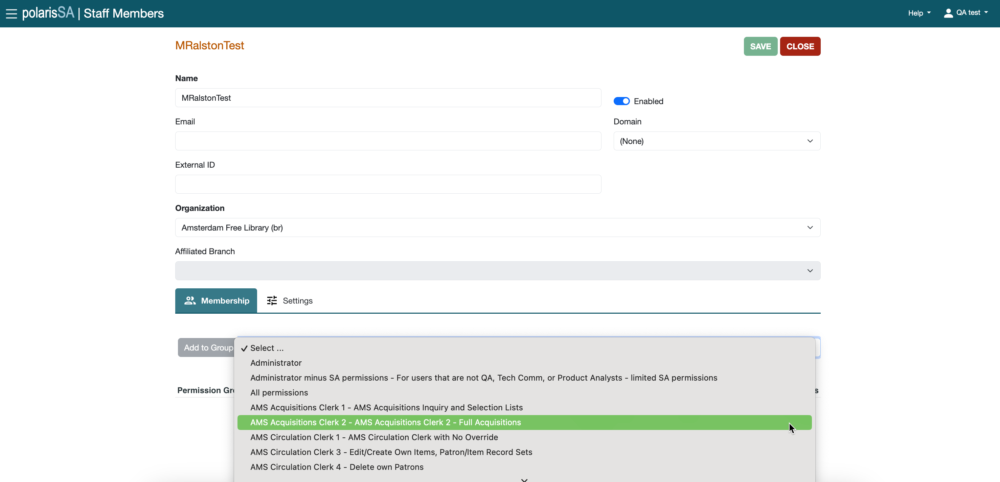 polarisSA | Staff Members
Help
QA test
MRalstonTest
SAVE
CLOSE
Name
MRalstonTest
Enabled
Email
Domain
(None)
External ID
Organization
Amsterdam Free Library (br)
Affiliated Branch
Membership
Settings
Add to Group
✓ Select ...
Administrator
Administrator minus SA permissions - For users that are not QA, Tech Comm, or Product Analysts - limited SA permissions
All permissions
AMS Acquisitions Clerk 1 - AMS Acquisitions Inquiry and Selection Lists
AMS Acquisitions Clerk 2 - AMS Acquisitions Clerk 2 - Full Acquisitions
AMS Circulation Clerk 1 - AMS Circulation Clerk with No Override
AMS Circulation Clerk 3 - Edit/Create Own Items, Patron/Item Record Sets
AMS Circulation Clerk 4 - Delete own Patrons
Permission